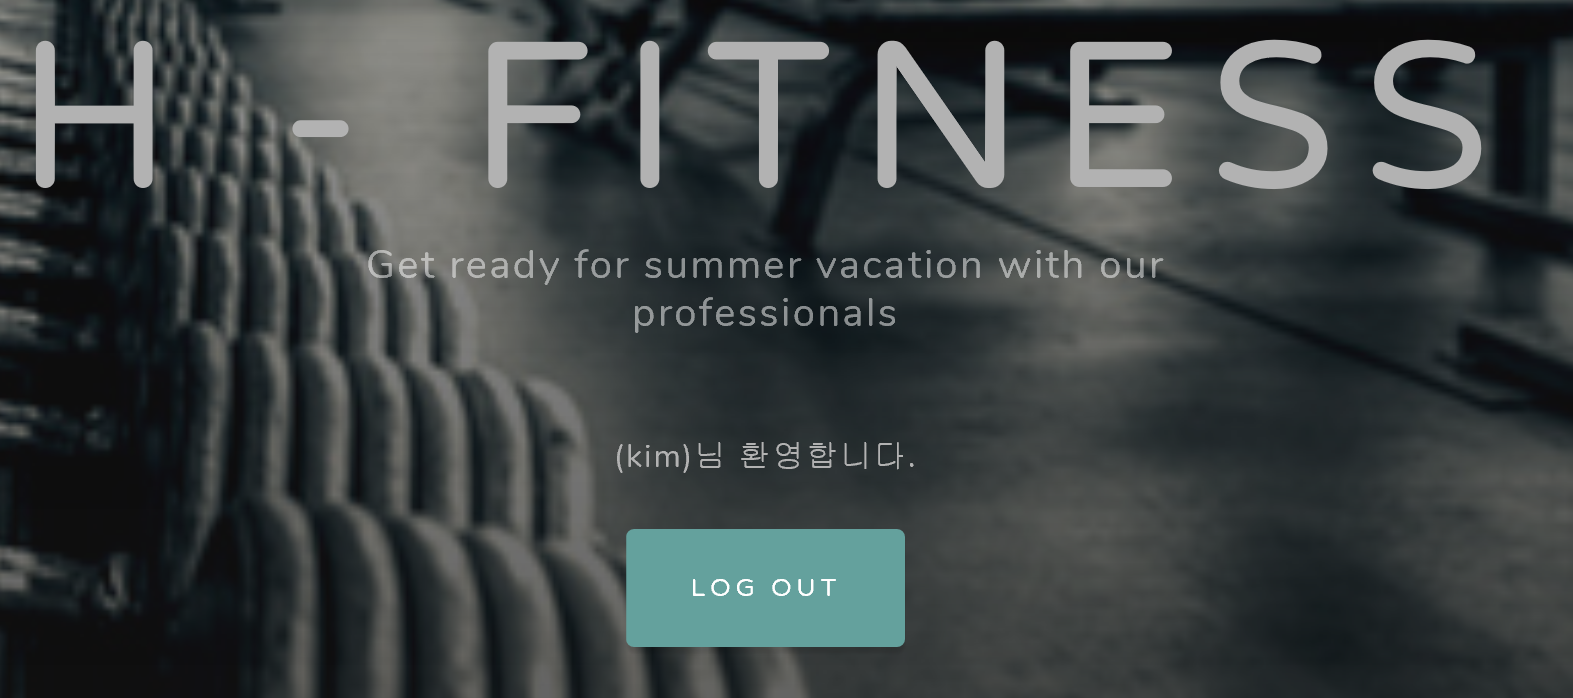 H - FITNESS
Get ready for summer vacation with our
professionals
(kim)님 환영합니다.
LOG OUT